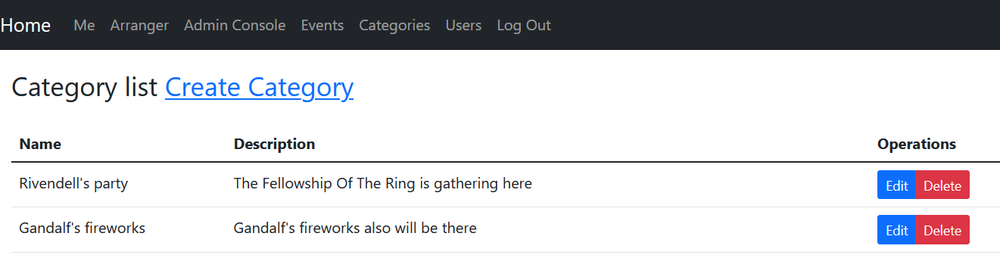 Home Me Arranger Admin Console Events Categories Users Log Out
Category list Create Category
Name Description Operations
Rivendell's party The Fellowship Of The Ring is gathering here Edit Delete
Gandalf's fireworks Gandalf's fireworks also will be there Edit Delete